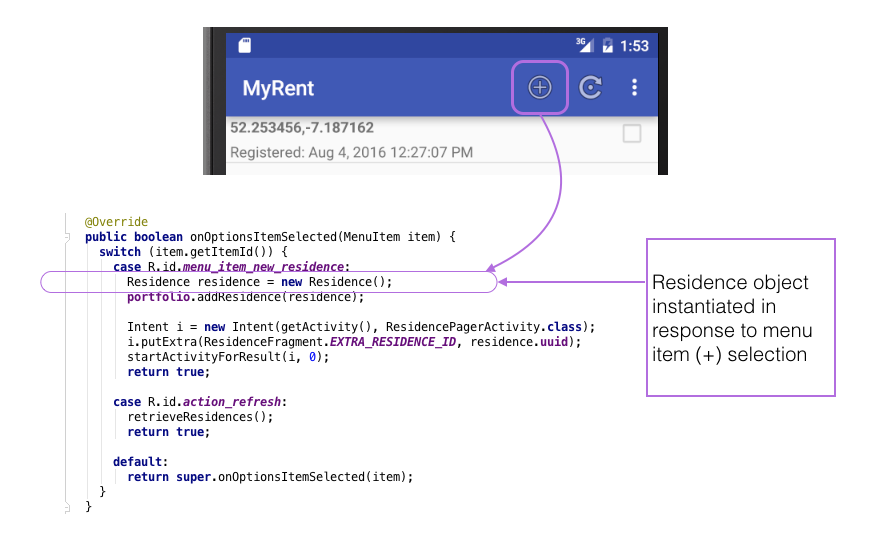 3G 1:53
MyRent
52.253456,-7.187162
Registered: Aug 4, 2016 12:27:07 PM
@Override
public boolean onOptionsItemSelected(MenuItem item) {
switch (item.getItemId()) {
case R.id.menu_item_new_residence:
Residence residence = new Residence();
portfolio.addResidence(residence);
Intent i = new Intent(getActivity(), ResidencePagerActivity.class);
i.putExtra(ResidenceFragment.EXTRA_RESIDENCE_ID, residence.uuid);
startActivityForResult(i, 0);
return true;
case R.id.action_refresh:
retrieveResidences();
return true;
default:
return super.onOptionsItemSelected(item);
}
}
Residence object
instantiated in
response to menu
item (+) selection